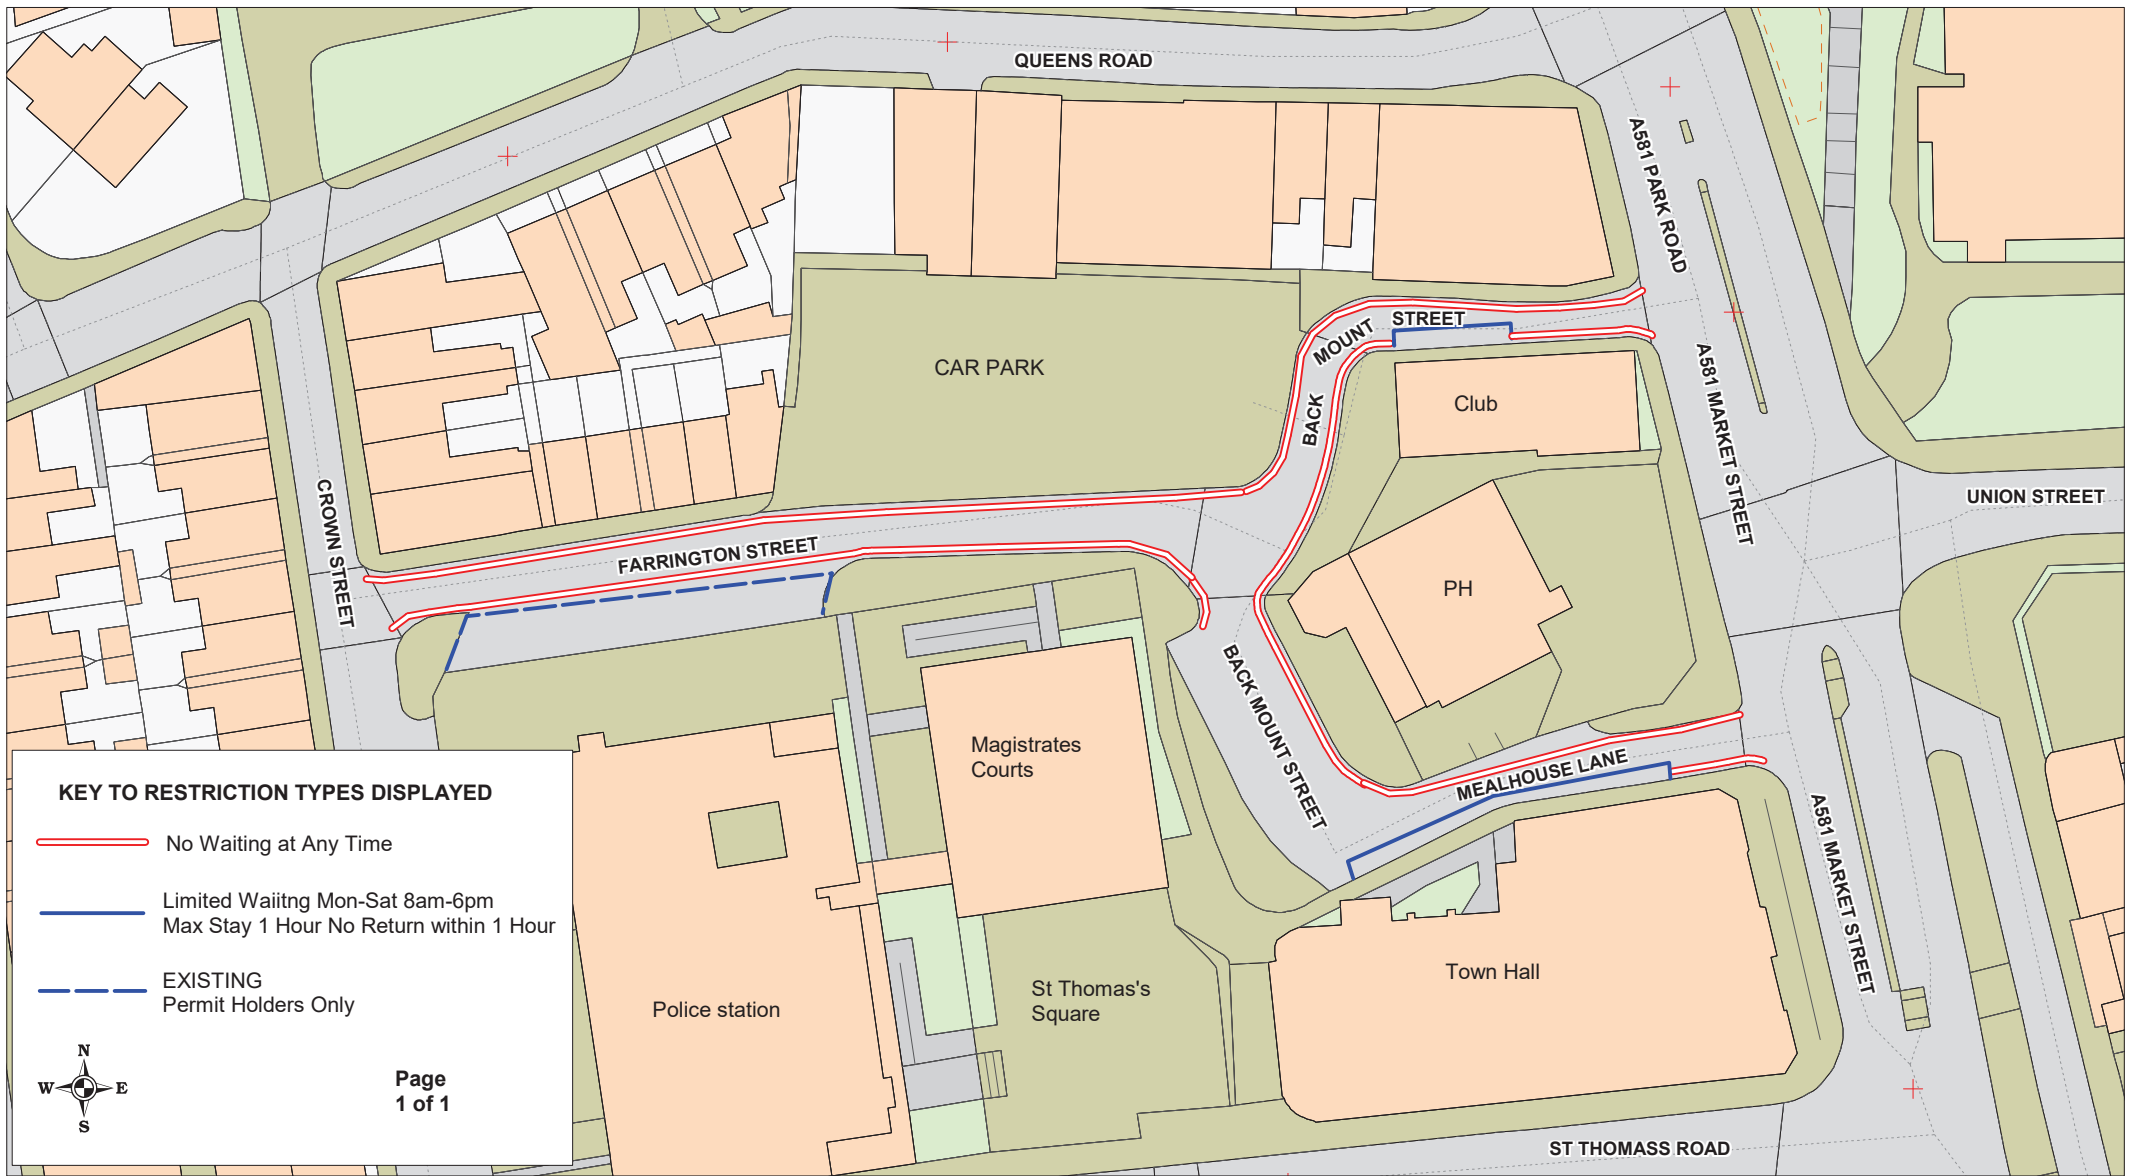 QUEENS ROAD
A581 PARK ROAD
MOUNT
STREET
BACK
CAR PARK
Club
A581 MARKET STREET
UNION STREET
CROWN STREET
FARRINGTON STREET
PH
BACK MOUNT STREET
MEALHOUSE LANE
Magistrates
Courts
A581 MARKET STREET
Town Hall
St Thomas's
Square
Police station
ST THOMASS ROAD
KEY TO RESTRICTION TYPES DISPLAYED
No Waiting at Any Time
Limited Waiitng Mon-Sat 8am-6pm
Max Stay 1 Hour No Return within 1 Hour
EXISTING
Permit Holders Only
N
W
E
S
Page
1 of 1